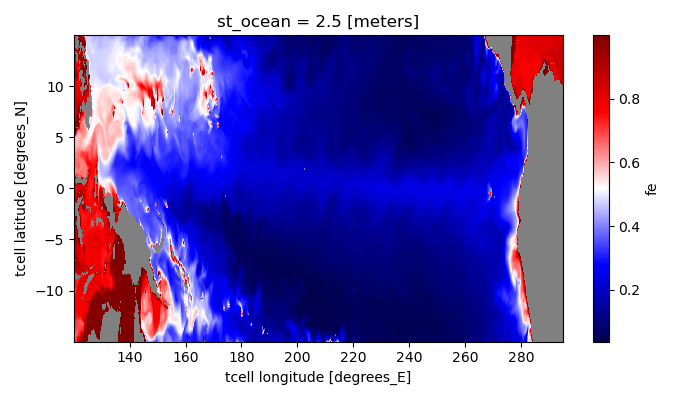 st_ocean = 2.5 [meters]
10
5
0
−5
−10
tcell latitude [degrees_N]
140 160 180 200 220 240 260 280
tcell longitude [degrees_E]
0.8
0.6
0.4
0.2
fe